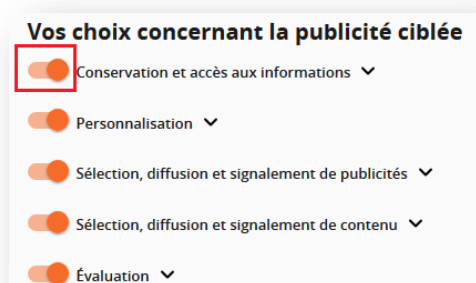 Vos choix concernant la publicité ciblée
Conservation et accès aux informations
Personnalisation
Sélection, diffusion et signalement de publicités
Sélection, diffusion et signalement de contenu
Évaluation